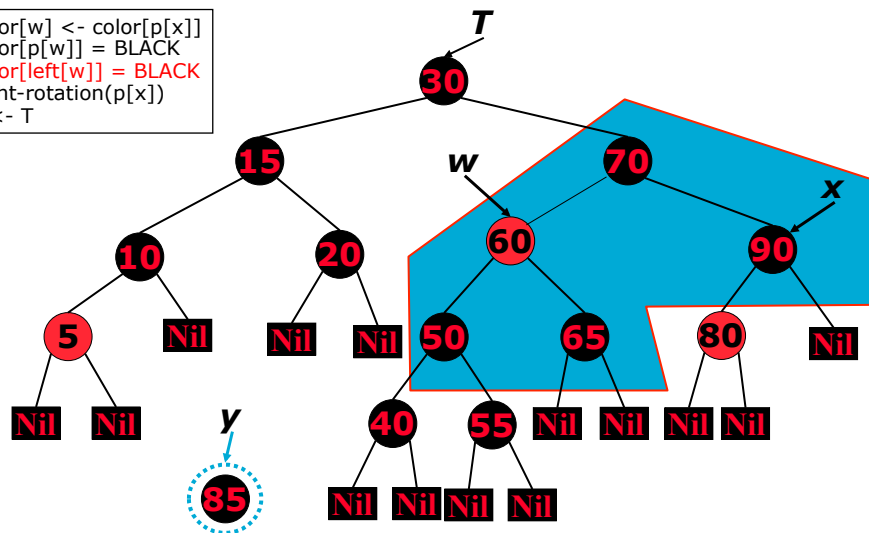 or[w] <- color[p[x]]
or[p[w]] = BLACK
or[left[w]] = BLACK
nt-rotation(p[x])
<- T
T
30
15
70
w
x
10
20
60
90
5
Nil
Nil
Nil
50
65
80
Nil
Nil
Nil
y
40
55
Nil
Nil
Nil
Nil
85
Nil
Nil
Nil
Nil